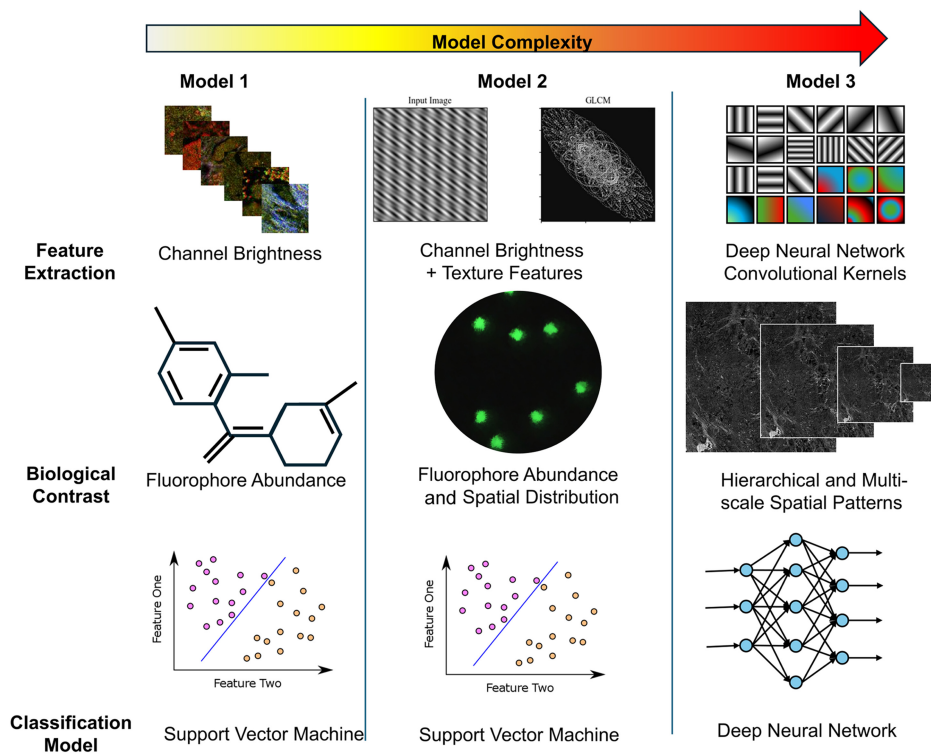 Model Complexity
Model 1
Model 2
Model 3
Input Image
GLCM
Feature
Extraction
Channel Brightness
Channel Brightness
+ Texture Features
Deep Neural Network
Convolutional Kernels
Biological
Contrast
Fluorophore Abundance
Fluorophore Abundance
and Spatial Distribution
Hierarchical and Multi-
scale Spatial Patterns
Feature One
Feature Two
Feature One
Feature Two
Classification
Model
Support Vector Machine
Support Vector Machine
Deep Neural Network